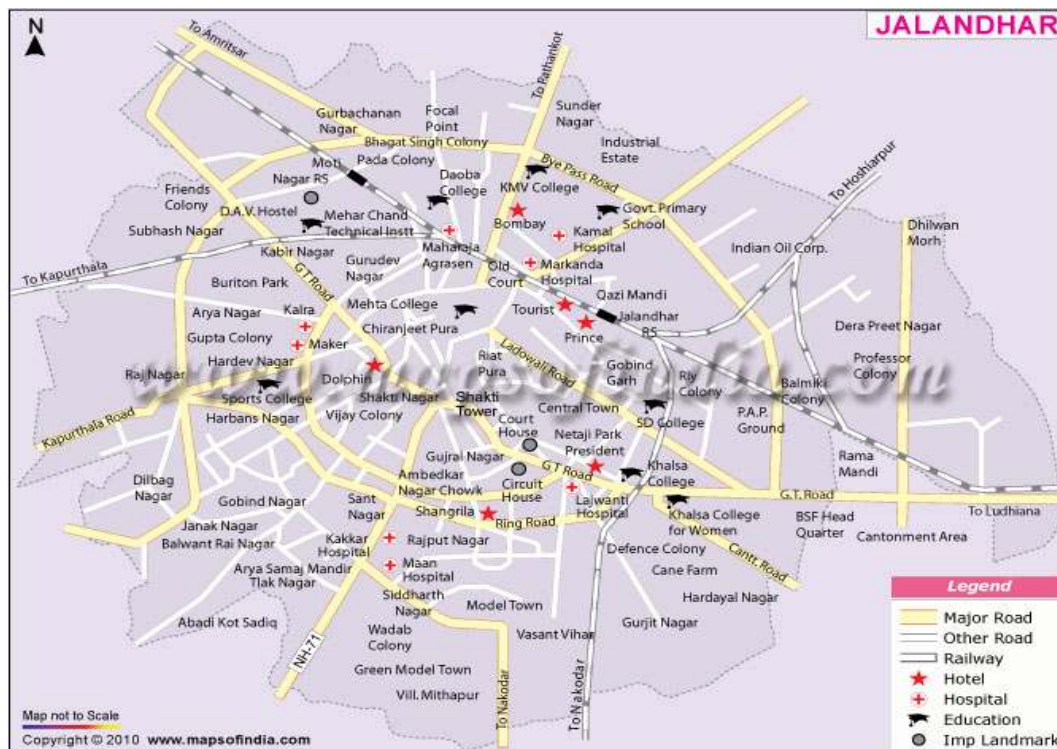 JALANDHAR
N
To Amritsar
To Rathankot
Gurbachanan
Nagar
Focal
Point
Sunder
Nagar
Bhagat Singh Colony
Industrial
Estate
Bye Pass Road
Moti
Nagar RS
Pada Colony
Daoba
College
KMV College
To Hoshiarpur
Friends
Colony
D.A.V. Hostel
Mehar Chand
Technical Instt
Bombay
Govt. Primary
School
Dhilwan
Morh
Subhash Nagar
Maharaja
Agrasen
Kamal
Hospital
Indian Oil Corp.
Kabir Nagar
Gurudev
Nagar
Old
Court
Markanda
Hospital
To Kapurthala
Buriton Park
G T Road
Mehta College
Qazi Mandi
Arya Nagar
Kalra
Tourist
Jalandhar
RS
Chiranjeet Pura
Prince
Dera Preet Nagar
Gupta Colony
Maker
Ladowali Road
Hardev Nagar
Riat
Pura
Gobind
Garh
Rly
Colony
Professor
Colony
www.mapsofindia.com
Raj Nagar
Dolphin
Balmiki
Colony
Sports College
Shakti Nagar
Shakti
Tower
Central Town
SD College
P.A.P.
Ground
Kapurthala Road
Harbans Nagar
Vijay Colony
Court
House
Netaji Park
President
Gujral Nagar
G T Road
Rama
Mandi
Dilbag
Nagar
Ambedkar
Nagar Chowk
Circuit
House
Khalsa
College
Gobind Nagar
Sant
Nagar
Lajwanti
Hospital
G.T. Road
Shangrila
Ring Road
Khalsa College
for Women
BSF Head
Quarter
To Ludhiana
Janak Nagar
Balwant Rai Nagar
Kakkar
Hospital
Rajput Nagar
Defence Colony
Cantonment Area
Arya Samaj Mandir
Tlak Nagar
Maan
Hospital
Cane Farm
Cantt. Road
Siddharth
Nagar
Model Town
Hardayal Nagar
Abadi Kot Sadiq
Wadab
Colony
Vasant Vihar
Gurjit Nagar
NH-71
Green Model Town
Vill. Mithapur
To Nakodar
To Nakodar
Legend
Major Road
Other Road
Railway
Hotel
Hospital
Education
Imp Landmark
Map not to Scale
Copyright © 2010 www.mapsofindia.com